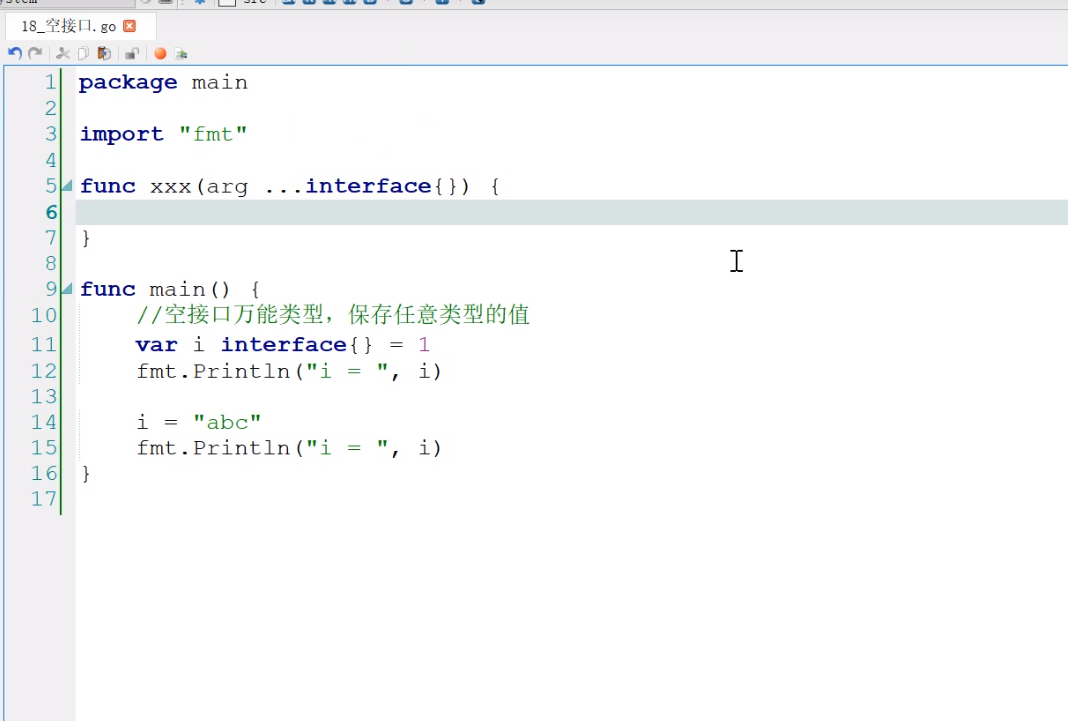 18_空接口.go
1 package main
2
3 import "fmt"
4
5 func xxx(arg ...interface{}) {
6
7 }
8
9 func main() {
10 //空接口万能类型，保存任意类型的值
11 var i interface{} = 1
12 fmt.Println("i = ", i)
13
14 i = "abc"
15 fmt.Println("i = ", i)
16 }
17